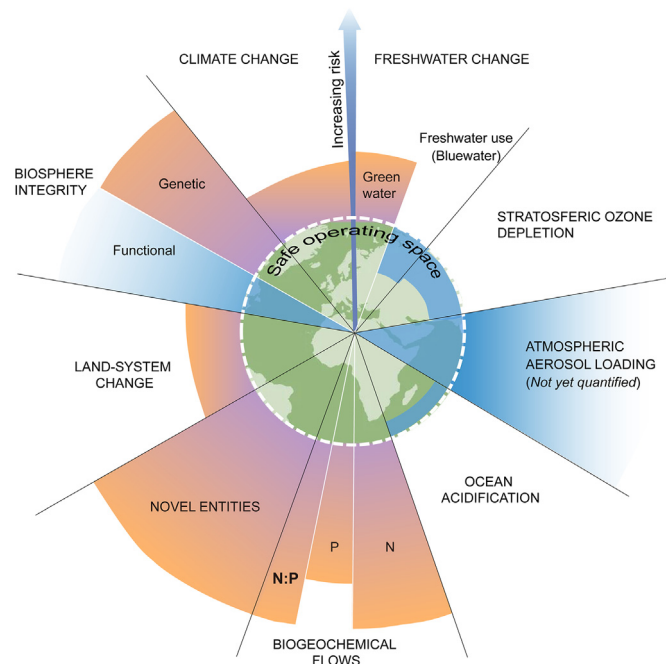 CLIMATE CHANGE
Increasing risk
FRESHWATER CHANGE
Freshwater use
(Bluewater)
Green
water
BIOSPHERE
INTEGRITY
Genetic
Functional
Safe operating space
STRATOSFERIC OZONE
DEPLETION
ATMOSPHERIC
AEROSOL LOADING
(Not yet quantified)
LAND-SYSTEM
CHANGE
OCEAN
ACIDIFICATION
NOVEL ENTITIES
N:P
P
N
BIOGEOCHEMICAL
FLOWS